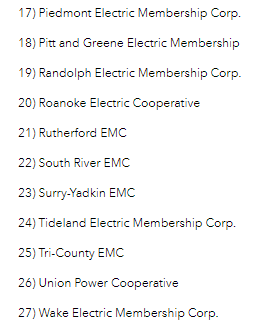 17) Piedmont Electric Membership Corp.
18) Pitt and Greene Electric Membership
19) Randolph Electric Membership Corp.
20) Roanoke Electric Cooperative
21) Rutherford EMC
22) South River EMC
23) Surry-Yadkin EMC
24) Tideland Electric Membership Corp.
25) Tri-County EMC
26) Union Power Cooperative
27) Wake Electric Membership Corp.